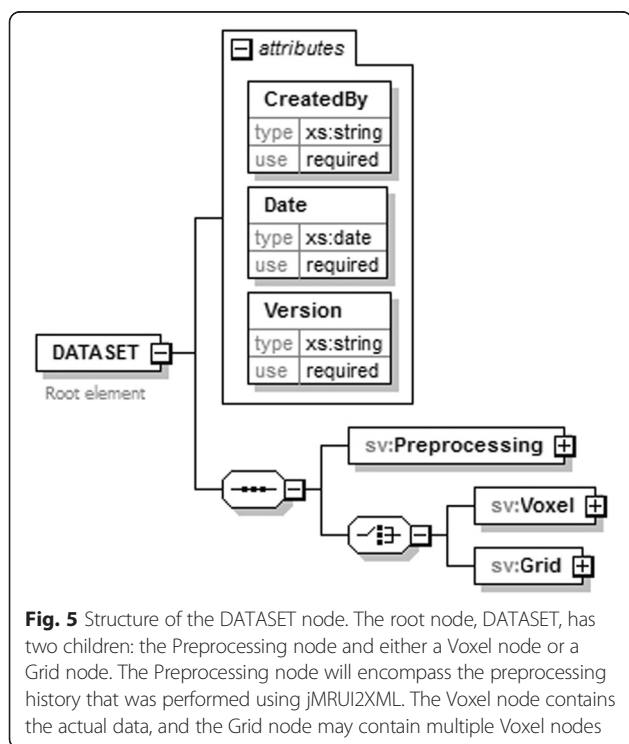 attributes
CreatedBy
type xs:string
use required
Date
type xs:date
use required
Version
type xs:string
use required
DATASET
Root element
sv:Preprocessing
sv:Voxel
sv:Grid
Fig. 5 Structure of the DATASET node. The root node, DATASET, has
two children: the Preprocessing node and either a Voxel node or a
Grid node. The Preprocessing node will encompass the preprocessing
history that was performed using jMRUI2XML. The Voxel node contains
the actual data, and the Grid node may contain multiple Voxel nodes